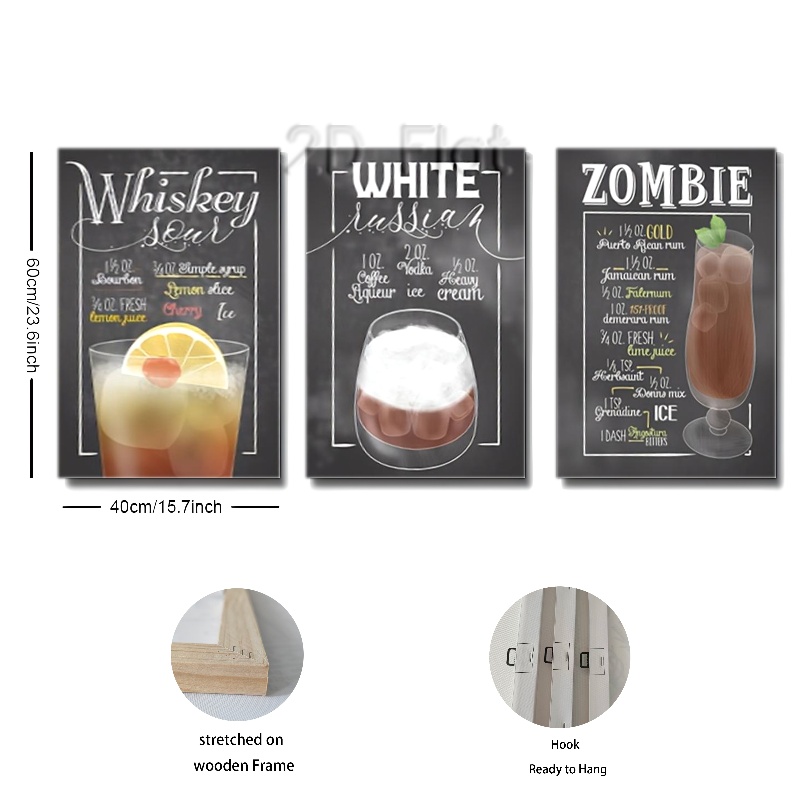 2D Flat
Whiskey
sour
1 ½ OZ.
Bourbon
¾ OZ Simple syrup
Lemon slice
¾ OZ. FRESH
lemon juice
Cherry
Ice
WHITE
russian
1 OZ.
Coffee
Liqueur
2 OZ.
Vodka
ice
½ OZ.
Heavy
cream
ZOMBIE
1 ½ OZ. GOLD
Puerto Rican rum
1 ½ OZ.
Jamaican rum
½ OZ. Falernum
1 OZ. 151-PROOF
demerara rum
¾ OZ. FRESH
lime juice
⅛ TSP.
Herbsaint
½ OZ.
Donns mix
1 TSP.
Grenadine
ICE
1 DASH Angostura
BITTERS
60cm/23.6inch
40cm/15.7inch
stretched on
wooden Frame
Hook
Ready to Hang